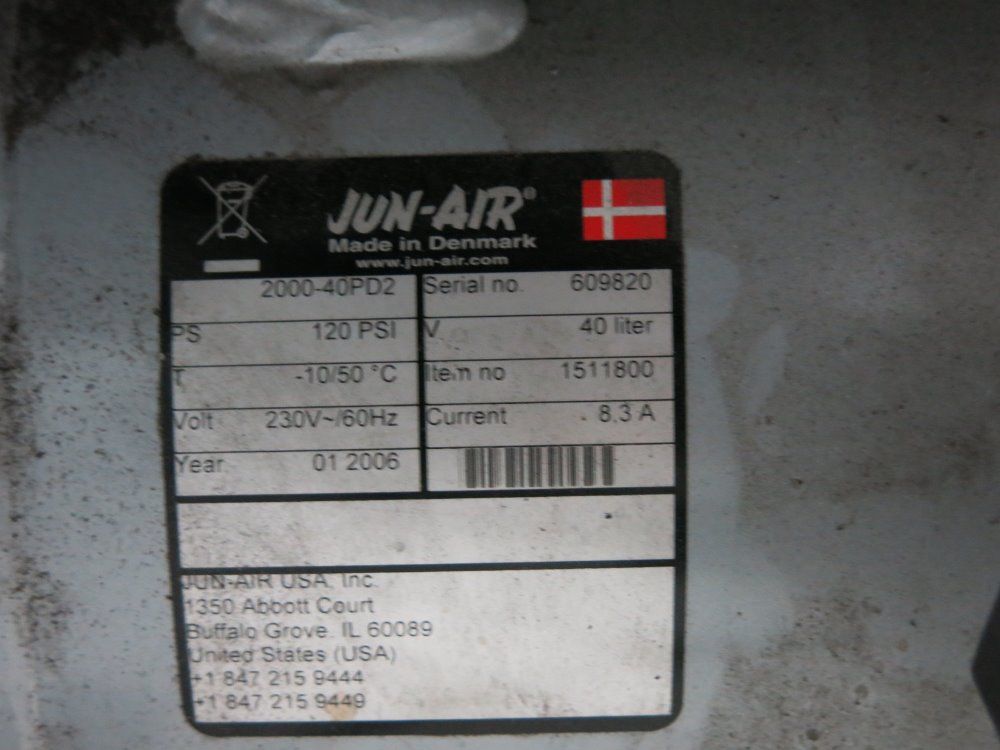 JUN-AIR®
Made in Denmark
www.jun-air.com
2000-40PD2 Serial no. 609820
PS 120 PSI V 40 liter
T -10/50 °C Item no 1511800
Volt 230V~/60Hz Current 8,3 A
Year 01 2006
JUN-AIR USA, Inc.
1350 Abbott Court
Buffalo Grove, IL 60089
United States (USA)
+1 847 215 9444
+1 847 215 9449